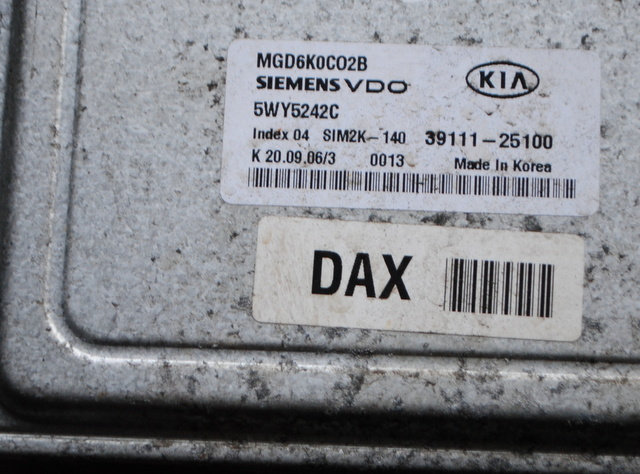 MGD6K0CO2B
SIEMENS VDO
KIA
5WY5242C
Index 04 SIM2K-140 39111-25100
K 20.09.06/3 0013 Made In Korea
DAX